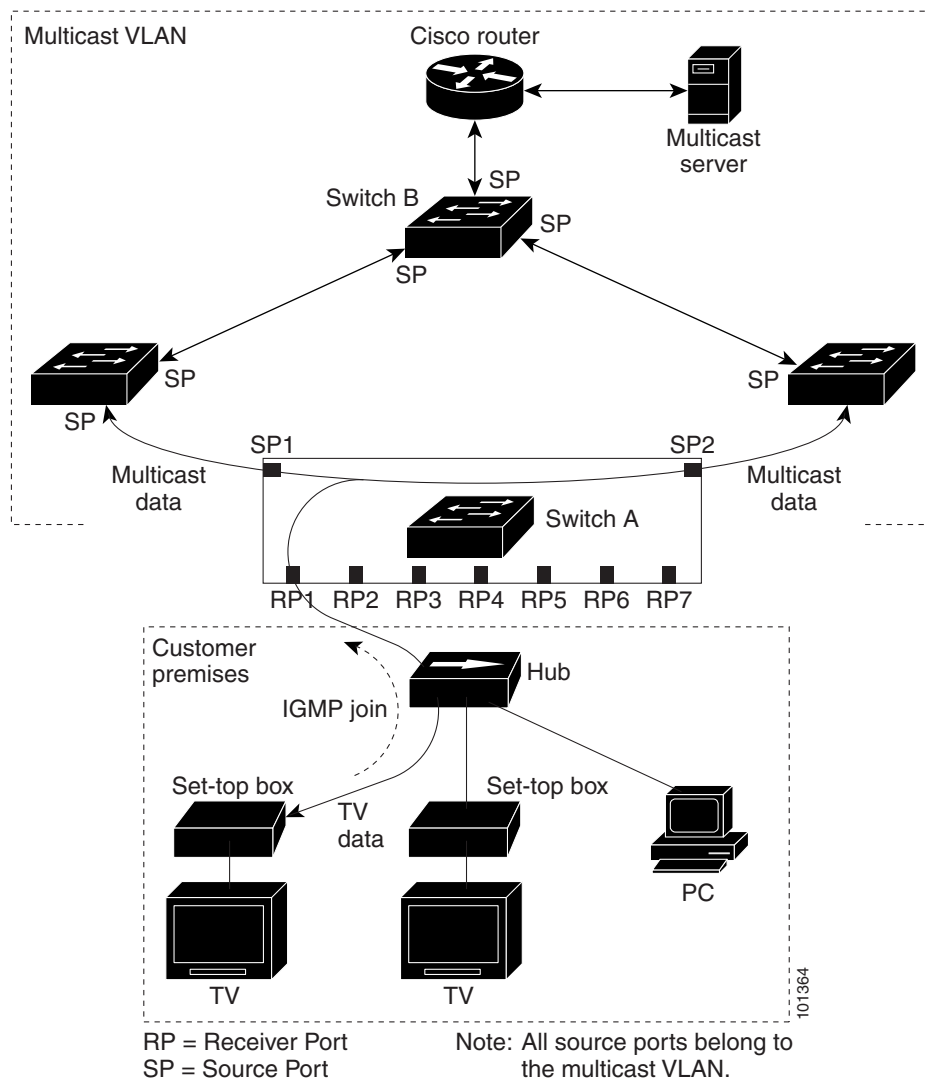 Multicast VLAN
Cisco router
Multicast
server
SP
Switch B
SP
SP
SP
SP
SP
SP1
SP2
Multicast
data
Multicast
data
Switch A
RP1 RP2 RP3 RP4 RP5 RP6 RP7
Customer
premises
Hub
IGMP join
Set-top box
Set-top box
TV
data
PC
TV
TV
101364
RP = Receiver Port
SP = Source Port
Note: All source ports belong to
the multicast VLAN.